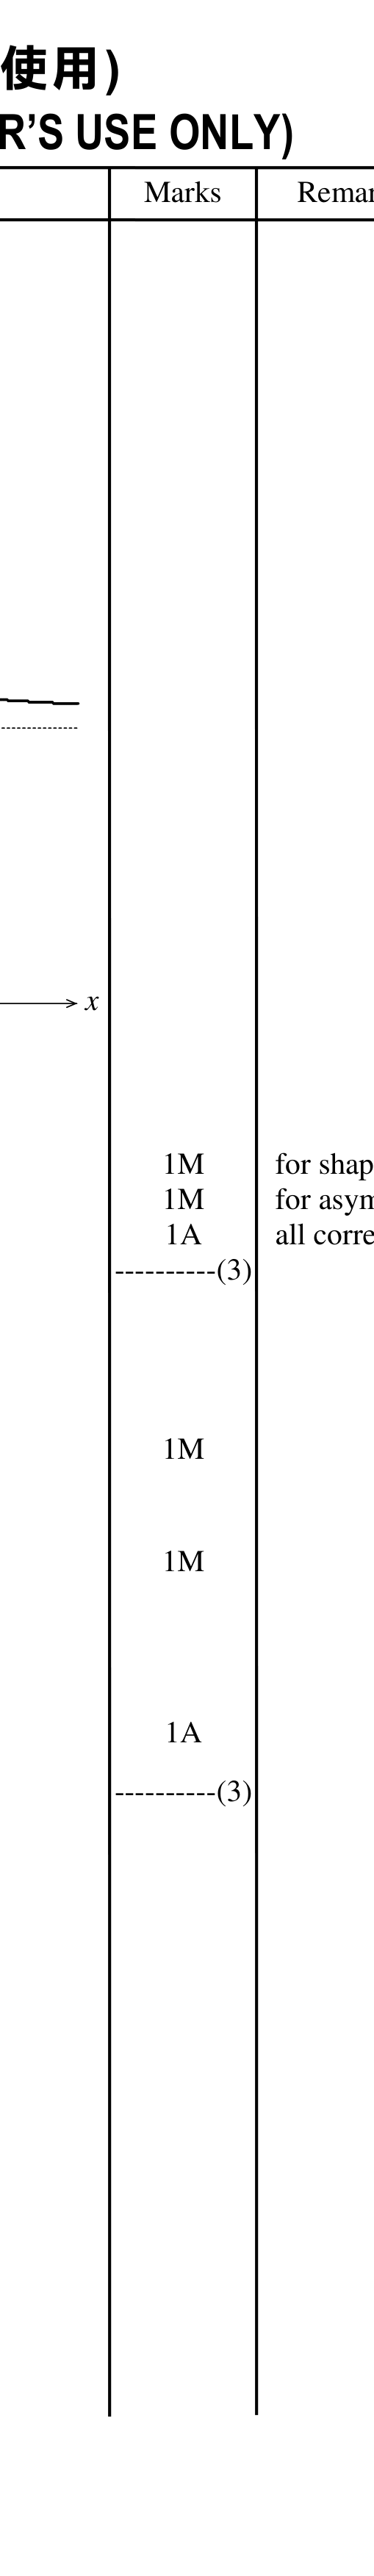 使用)
R’S USE ONLY)
Marks Remar
x
1M for shap
1M for asym
1A all corre
----------(3)
1M
1M
1A
----------(3)